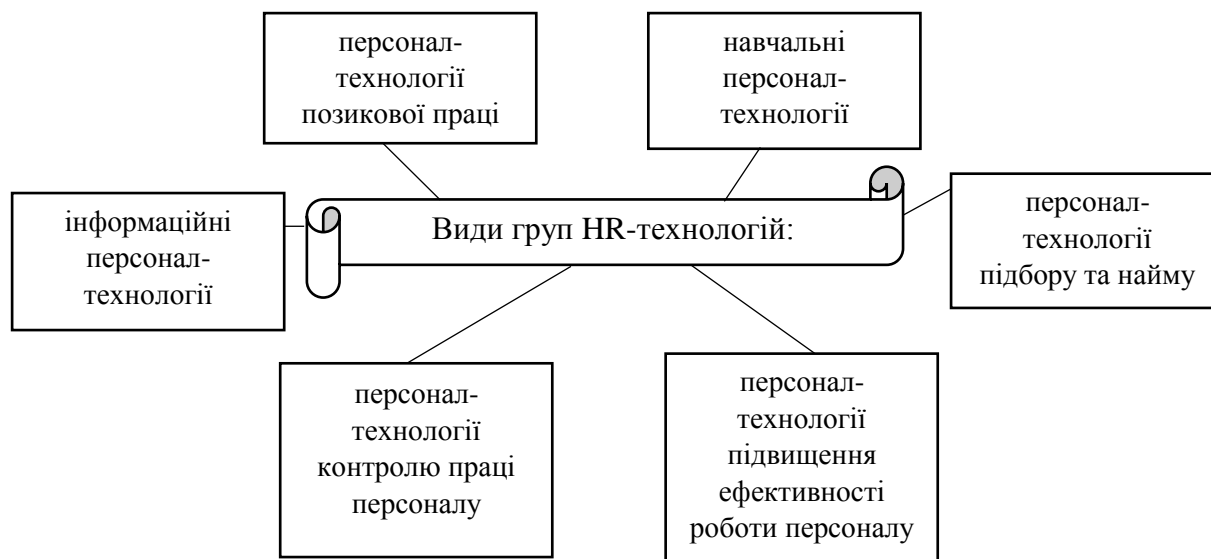 персонал-
технології
позикової праці
навчальні
персонал-
технології
інформаційні
персонал-
технології
Види груп HR-технологій:
персонал-
технології
підбору та найму
персонал-
технології
контролю праці
персоналу
персонал-
технології
підвищення
ефективності
роботи персоналу